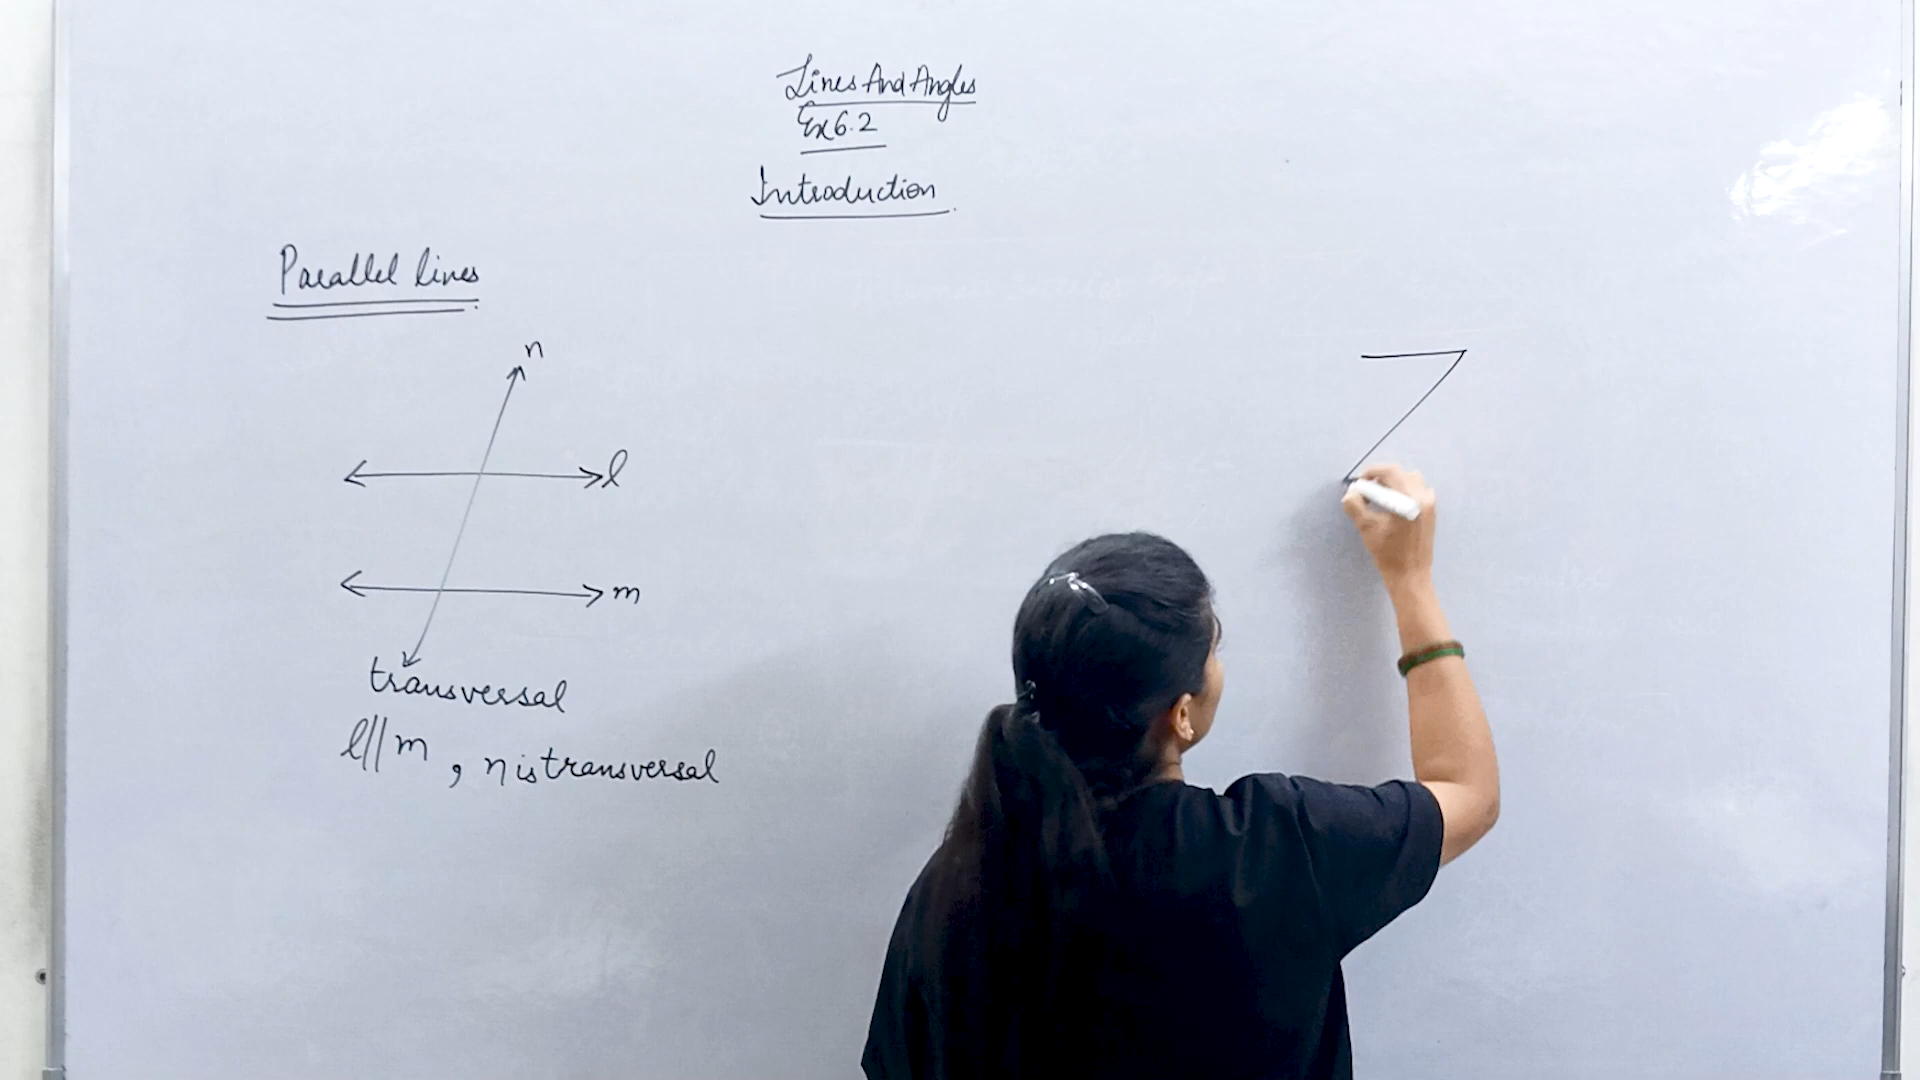 Lines And Angles
Ex 6.2
Introduction
Parallel lines
n
l
m
transversal
l||m, n is transversal